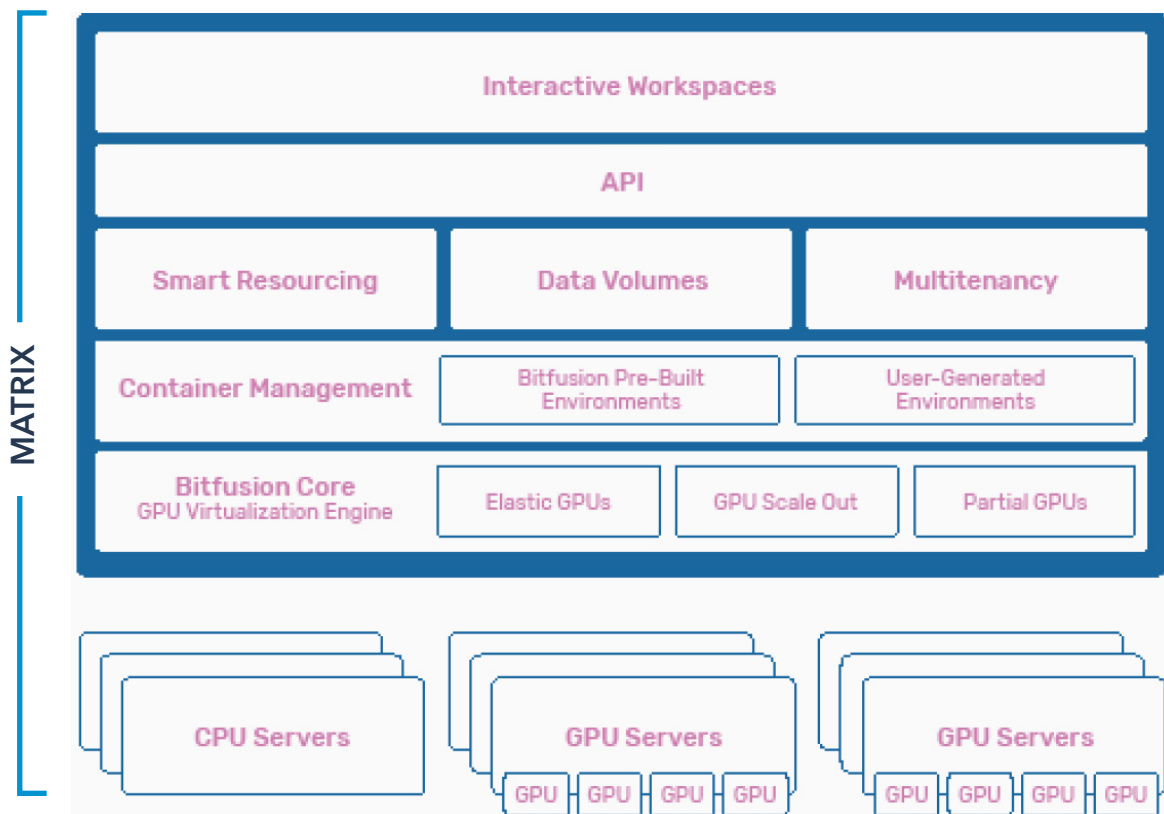 MATRIX
Interactive Workspaces
API
Smart Resourcing
Data Volumes
Multitenancy
Container Management
Bitfusion Pre-Built
Environments
User-Generated
Environments
Bitfusion Core
GPU Virtualization Engine
Elastic GPUs
GPU Scale Out
Partial GPUs
CPU Servers
GPU Servers
GPU
GPU
GPU
GPU
GPU Servers
GPU
GPU
GPU
GPU